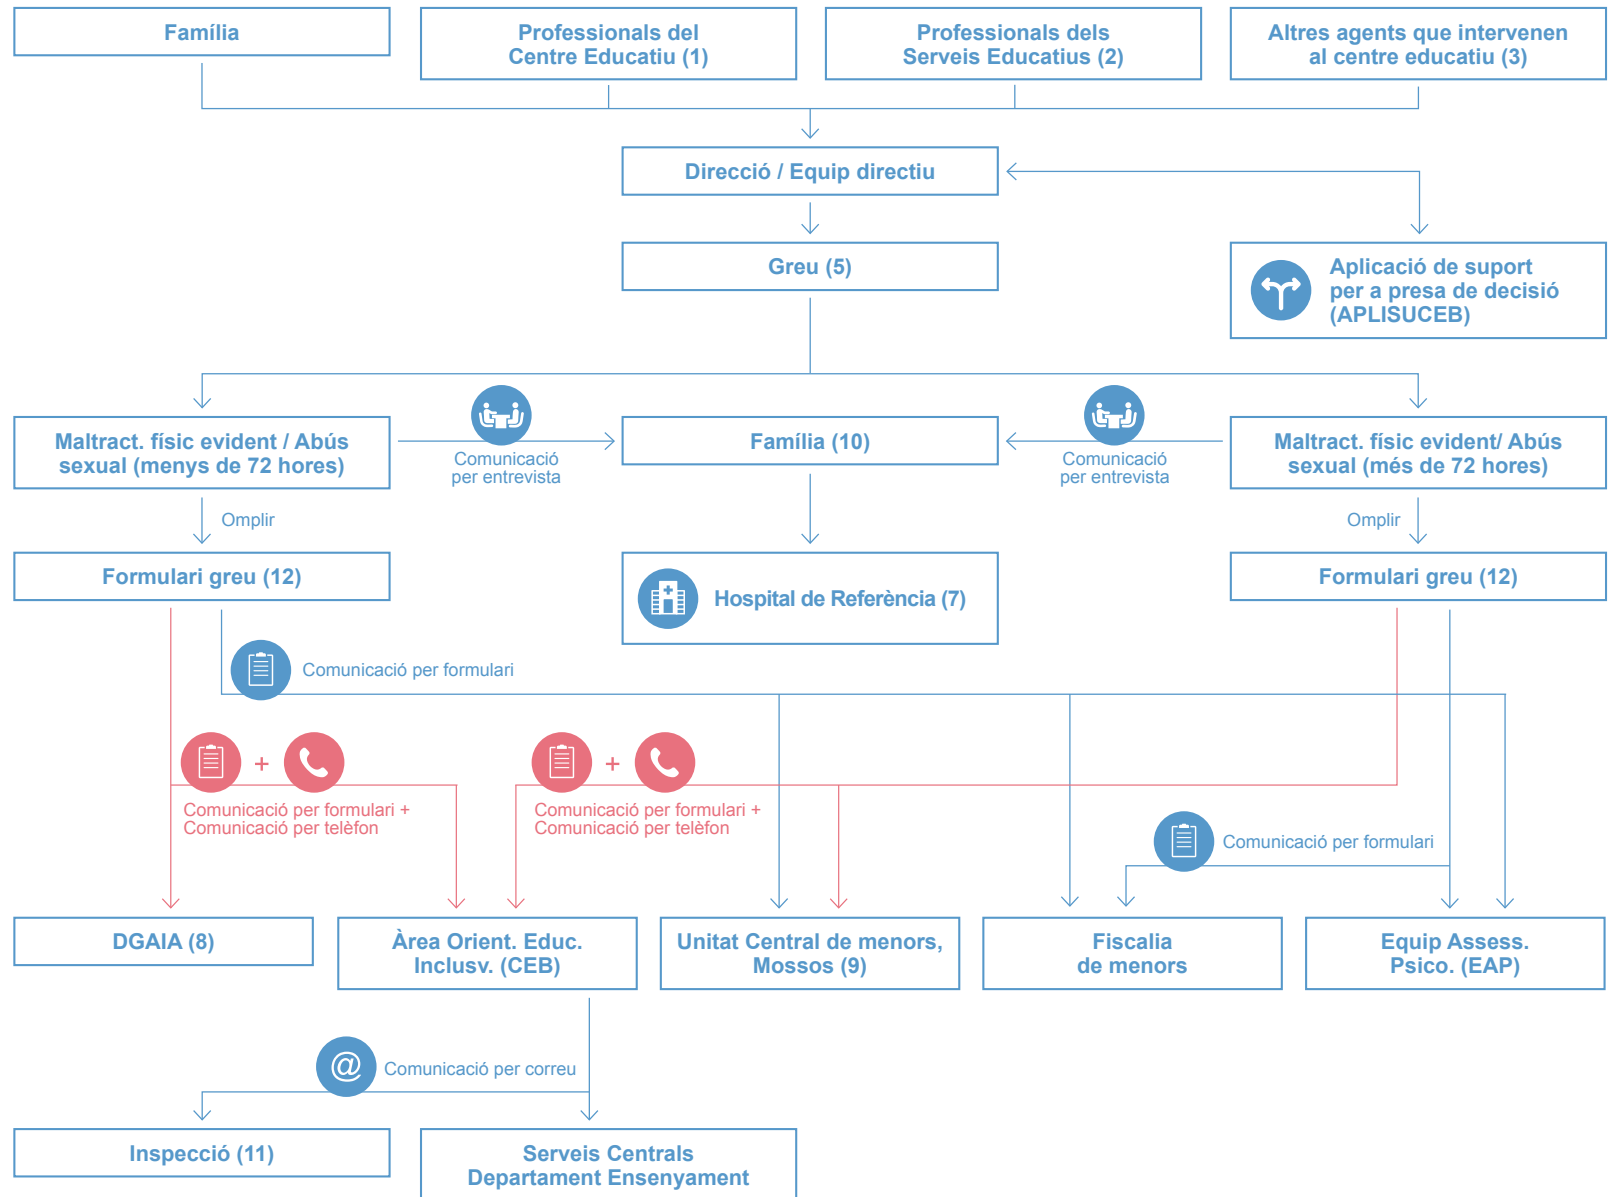 Família
Professionals del
Centre Educatiu (1)
Professionals dels
Serveis Educatius (2)
Altres agents que intervenen
al centre educatiu (3)
Direcció / Equip directiu
Greu (5)
Aplicació de suport
per a presa de decisió
(APLISUCEB)
Maltract. físic evident / Abús
sexual (menys de 72 hores)
Comunicació
per entrevista
Família (10)
Comunicació
per entrevista
Maltract. físic evident/ Abús
sexual (més de 72 hores)
Omplir
Omplir
Formulari greu (12)
Hospital de Referència (7)
Formulari greu (12)
Comunicació per formulari
+
Comunicació per formulari +
Comunicació per telèfon
+
Comunicació per formulari +
Comunicació per telèfon
Comunicació per formulari
DGAIA (8)
Àrea Orient. Educ.
Inclusv. (CEB)
Unitat Central de menors,
Mossos (9)
Fiscalia
de menors
Equip Assess.
Psico. (EAP)
@
Comunicació per correu
Inspecció (11)
Serveis Centrals
Departament Ensenyament